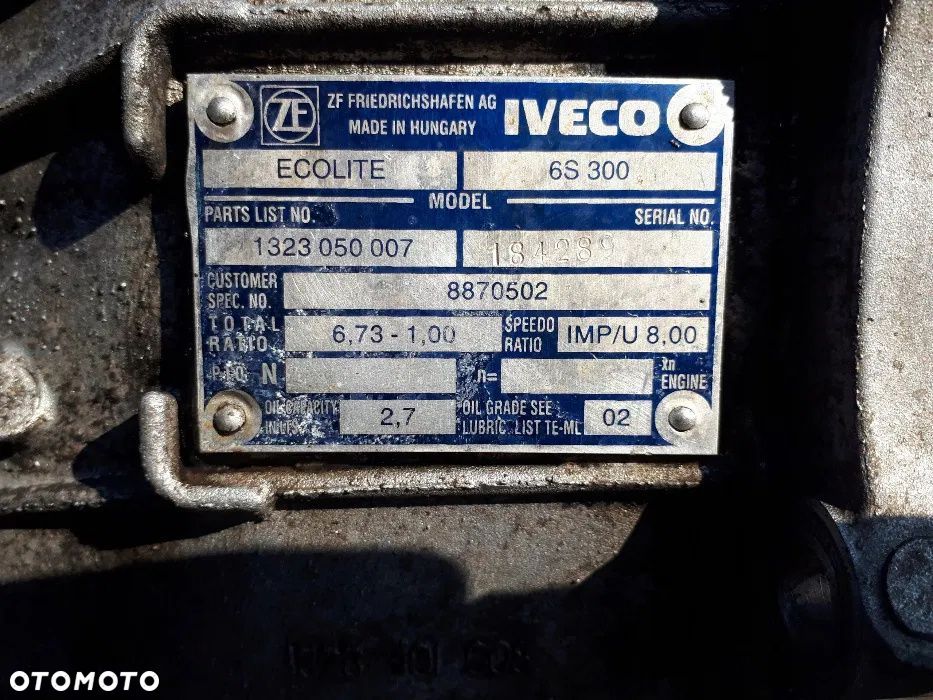 ZF
ZF FRIEDRICHSHAFEN AG
MADE IN HUNGARY
IVECO
ECOLITE 6S 300
MODEL
PARTS LIST NO. SERIAL NO.
1323 050 007 184289
CUSTOMER
SPEC. NO.
8870502
TOTAL
RATIO
6,73 - 1,00
SPEEDO
RATIO
IMP/U 8,00
P.T.O. N n= xn
ENGINE
OIL CAPACITY
2,7
OIL GRADE SEE
LUBRIC. LIST TE-ML
02
OTOMOTO